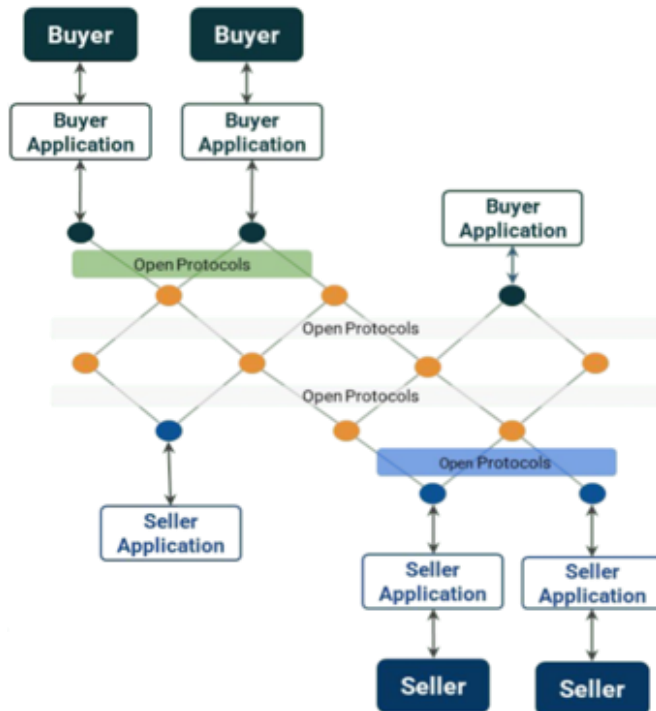 Buyer
Buyer
Buyer
Application
Buyer
Application
Buyer
Application
Open Protocols
Open Protocols
Open Protocols
Open Protocols
Seller
Application
Seller
Application
Seller
Application
Seller
Seller